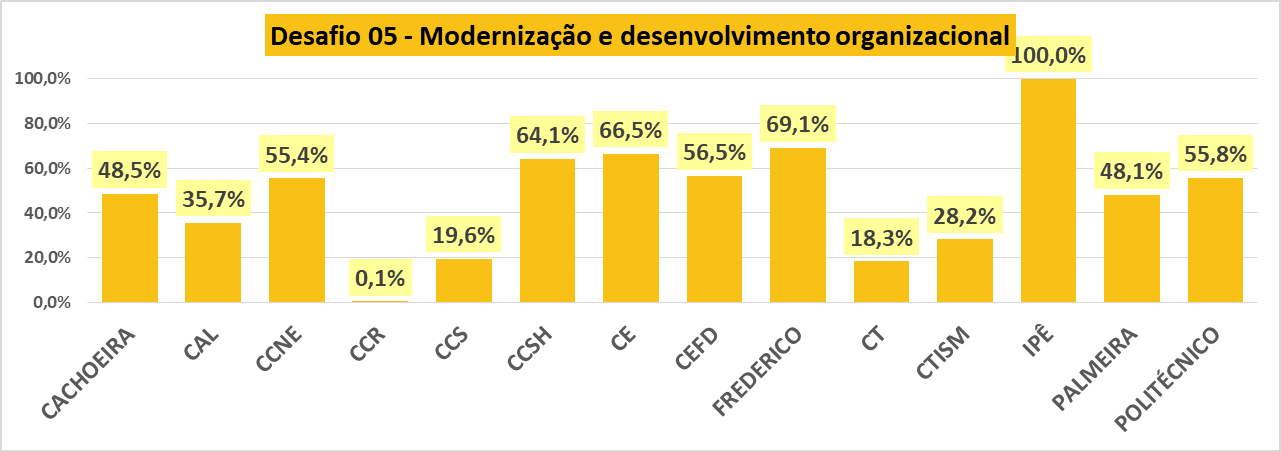 Desafio 05 - Modernização e desenvolvimento organizacional
100,0%
80,0%
60,0%
40,0%
20,0%
0,0%
48,5%
35,7%
55,4%
0,1%
19,6%
64,1%
66,5%
56,5%
69,1%
18,3%
28,2%
100,0%
48,1%
55,8%
CACHOEIRA
CAL
CCNE
CCR
CCS
CCSH
CE
CEFD
FREDERICO
CT
CTISM
IPÊ
PALMEIRA
POLITÉCNICO